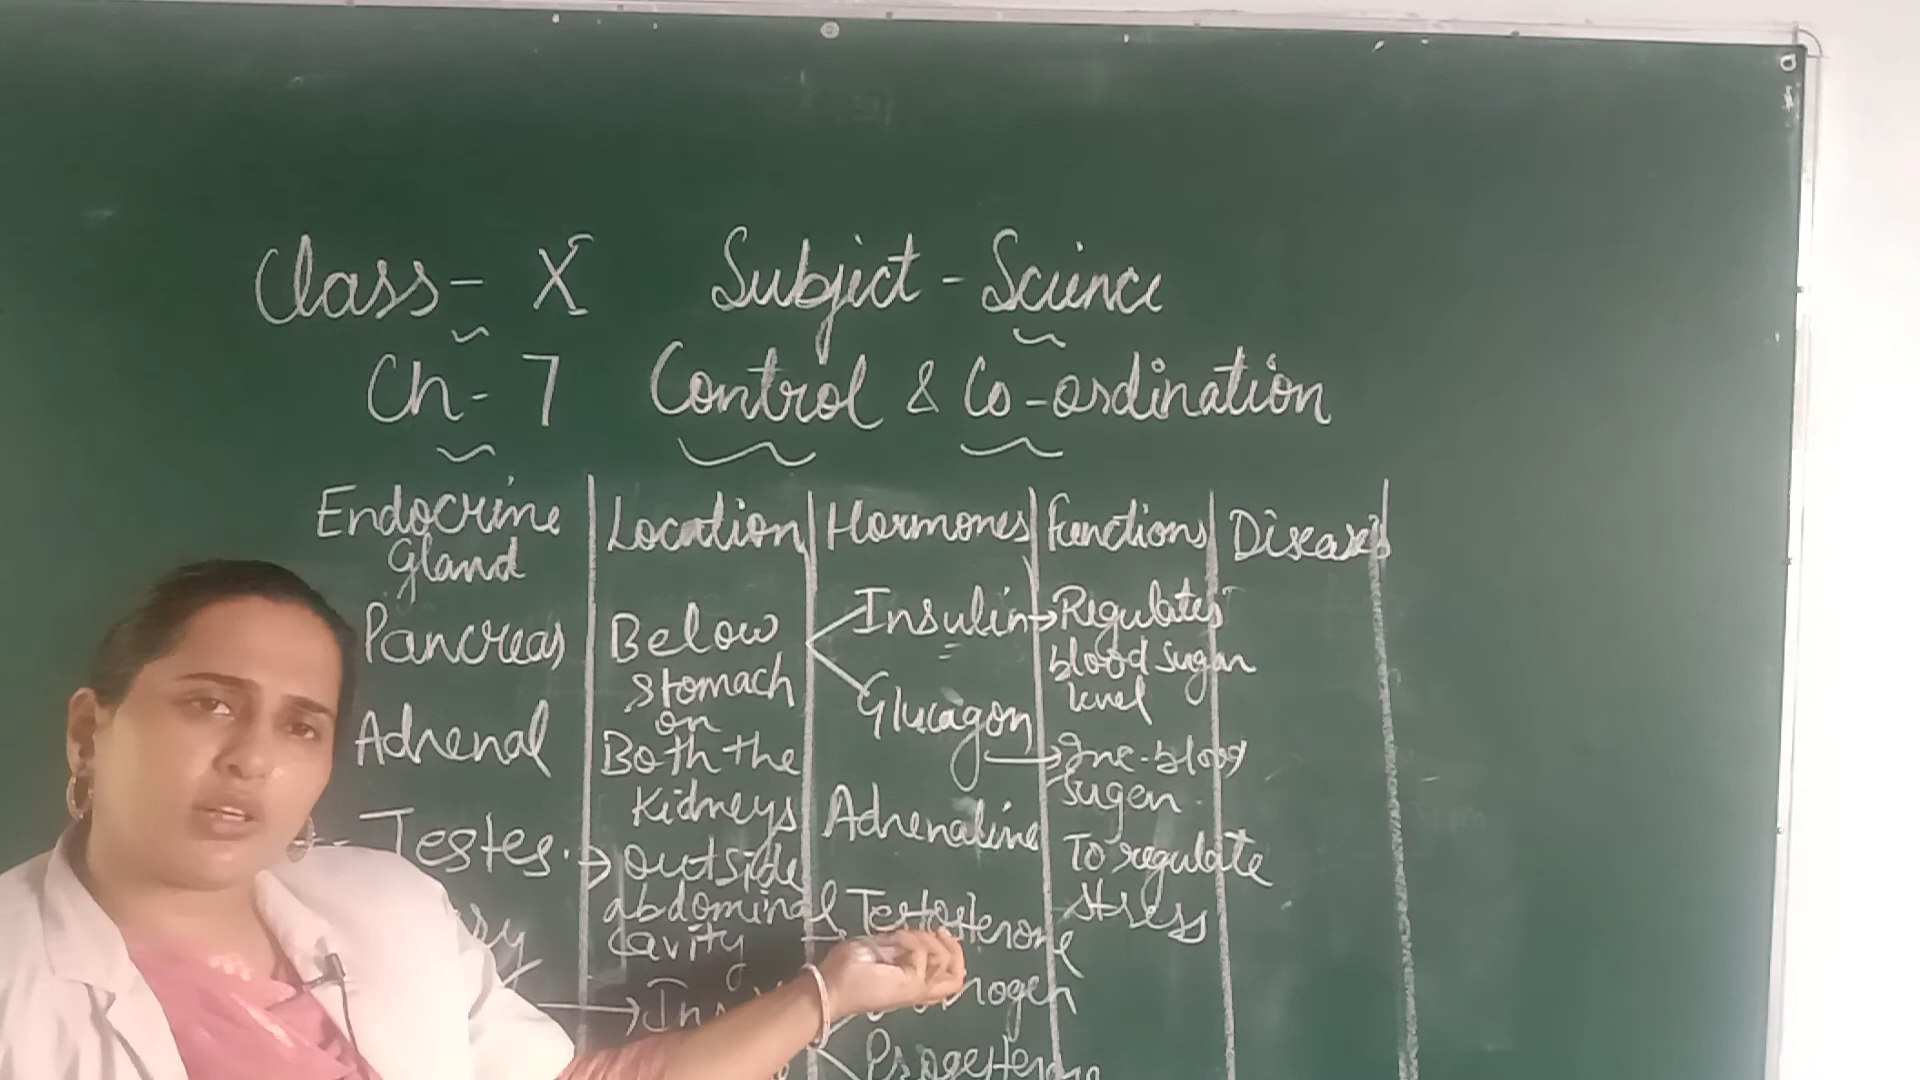 Class - X Subject - Science
Ch - 7 Control & Co-ordination
Endocrine Location Hormones Functions Diseases
Gland
Pancreas Below Insulin → Regulates
stomach blood sugar
on level
Glucagon → Inc. blood
sugen
Adrenal Both the
Kidneys Adrenaline To regulate
stress
Testes → outside
abdominal Testosterone
cavity
Progesterone